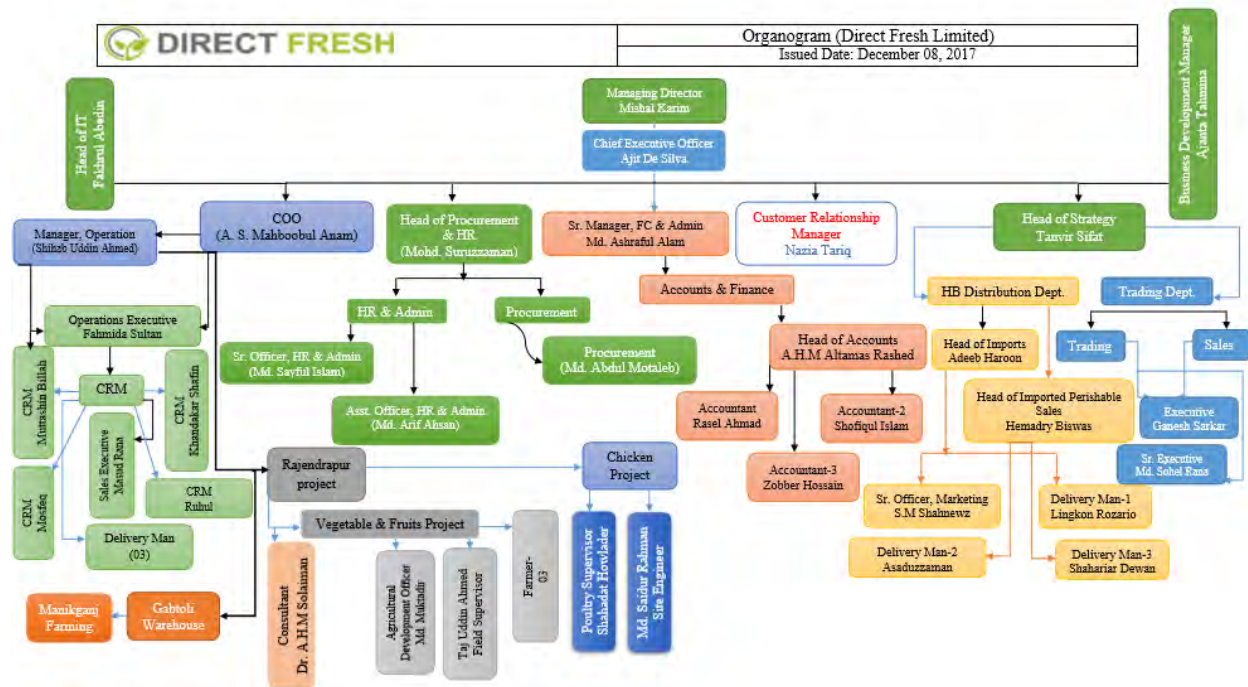 DIRECT FRESH
Organogram (Direct Fresh Limited)
Issued Date: December 08, 2017
Head of IT
Fakhrul Abedin
Managing Director
Mishal Karim
Chief Executive Officer
Ajit De Silva
Business Development Manager
Ajanta Tahmina
Manager, Operation
(Shihab Uddin Ahmed)
COO
(A. S. Mahboobul Anam)
Head of Procurement
& HR
(Mohd. Suruzzaman)
Sr. Manager, FC & Admin
Md. Ashraful Alam
Customer Relationship
Manager
Nazia Tariq
Head of Strategy
Tanvir Sifat
Operations Executive
Fahmida Sultan
HR & Admin
Procurement
Accounts & Finance
HB Distribution Dept.
Trading Dept.
CRM
Muttashin Billah
CRM
CRM
Khandakar Shafin
Sr. Officer, HR & Admin
(Md. Sayful Islam)
Procurement
(Md. Abdul Motaleb)
Head of Accounts
A.H.M Altamas Rashed
Head of Imports
Adeeb Haroon
Trading
Sales
Asst. Officer, HR & Admin
(Md. Arif Ahsan)
Accountant
Rasel Ahmad
Accountant-2
Shofiqul Islam
Head of Imported Perishable
Sales
Hemadry Biswas
Executive
Ganesh Sarkar
CRM
Mosfeq
Sales Executive
Masud Rana
CRM
Ruhul
Rajendrapur
project
Chicken
Project
Accountant-3
Zobber Hossain
Sr. Executive
Md. Sohel Rana
Delivery Man
(03)
Vegetable & Fruits Project
Sr. Officer, Marketing
S.M Shahnewz
Delivery Man-1
Lingkon Rozario
Delivery Man-2
Asaduzzaman
Delivery Man-3
Shahariar Dewan
Manikganj
Farming
Gabtoli
Warehouse
Consultant
Dr. A.H.M Solaiman
Agricultural
Development Officer
Md. Muktadir
Taj Uddin Ahmed
Field Supervisor
Farmer-
03
Poultry Supervisor
Shahadat Howlader
Md. Saidur Rahman
Site Engineer